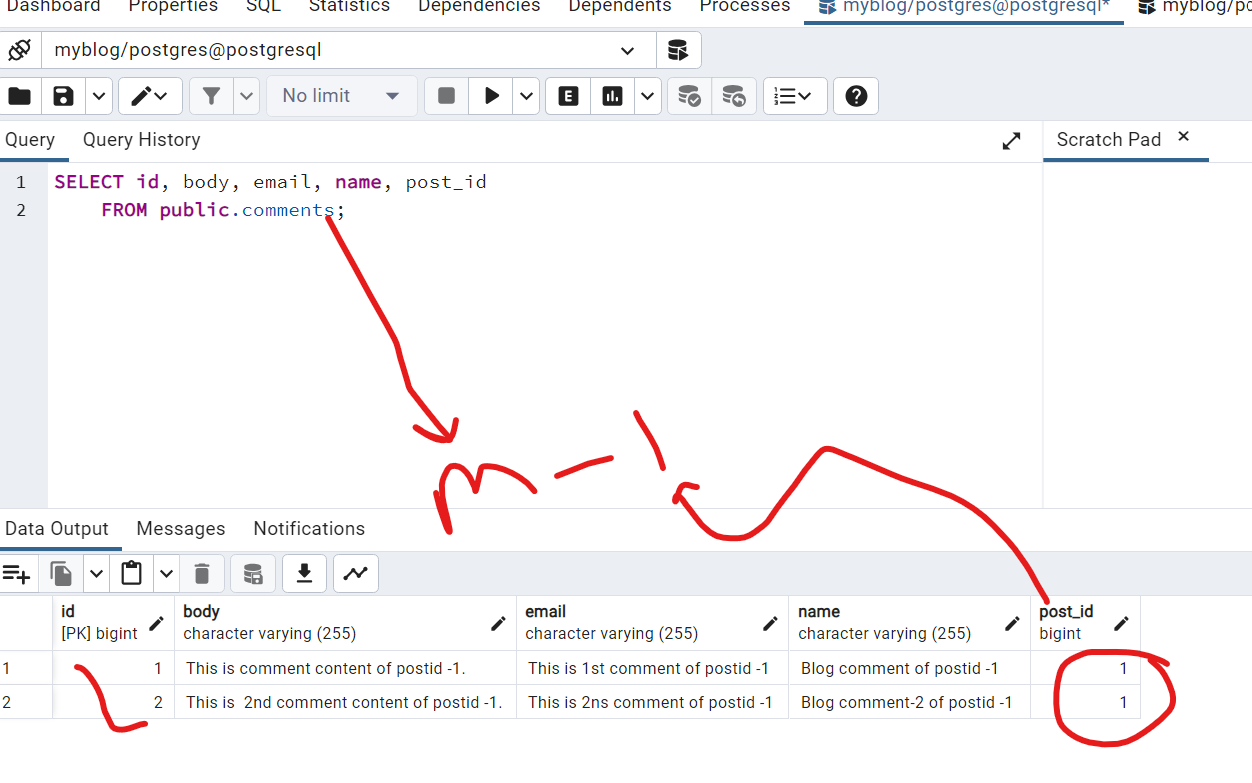 Dashboard Properties SQL Statistics Dependencies Dependents Processes myblog/postgres@postgresql*
myblog/postgres@postgresql
No limit
E
Query Query History
Scratch Pad
1 SELECT id, body, email, name, post_id
2 FROM public.comments;
m - 1
Data Output Messages Notifications
id body email name post_id
[PK] bigint character varying (255) character varying (255) character varying (255) bigint
1 1 This is comment content of postid -1. This is 1st comment of postid -1 Blog comment of postid -1 1
2 2 This is 2nd comment content of postid -1. This is 2ns comment of postid -1 Blog comment-2 of postid -1 1